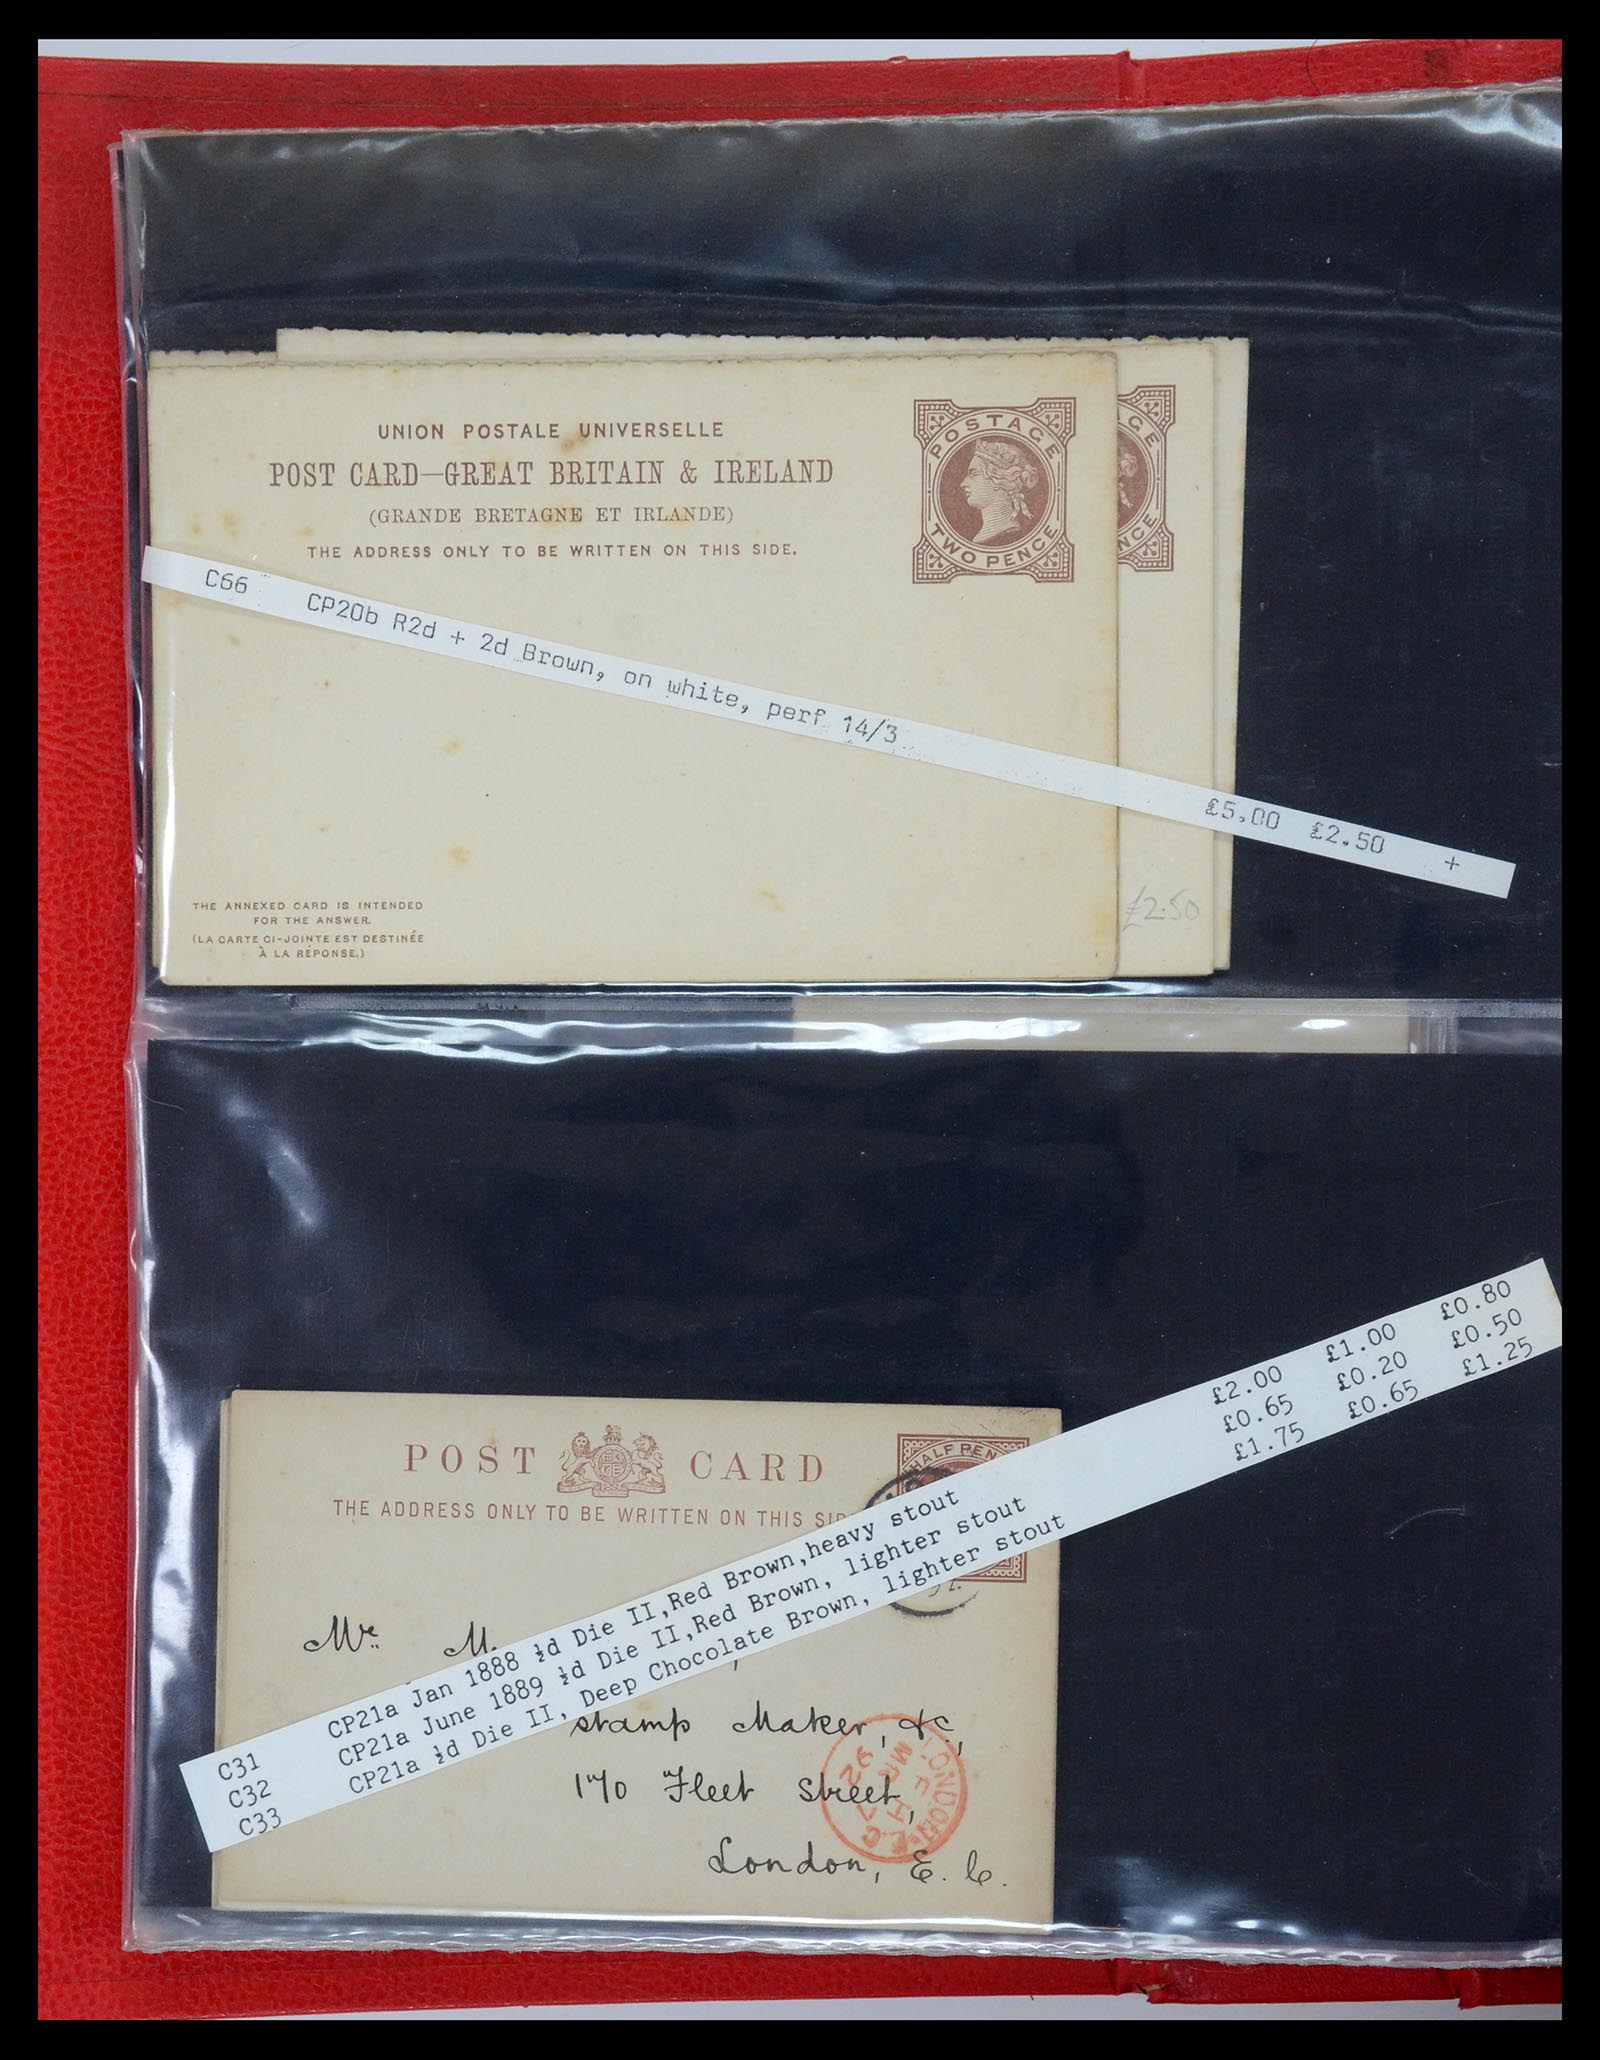 UNION POSTALE UNIVERSELLE
POST CARD—GREAT BRITAIN & IRELAND
(GRANDE BRETAGNE ET IRLANDE)
THE ADDRESS ONLY TO BE WRITTEN ON THIS SIDE.
POSTAGE
TWO PENCE
AGE
NCE
C66 CP20b R2d + 2d Brown, on white, perf 14/3 £5.00 £2.50 +
£2.50
THE ANNEXED CARD IS INTENDED
FOR THE ANSWER.
(LA CARTE CI-JOINTE EST DESTINÉE
À LA RÉPONSE.)
POST CARD
THE ADDRESS ONLY TO BE WRITTEN ON THIS
HALF PEN
C31 CP21a Jan 1888 ½d Die II,Red Brown,heavy stout £2.00 £1.00 £0.80
C32 CP21a June 1889 ½d Die II,Red Brown, lighter stout £0.65 £0.20 £0.50
C33 CP21a ½d Die II, Deep Chocolate Brown, lighter stout £1.75 £0.65 £1.25
Mr. M.
Stamp Maker, &c,
170 Fleet Street,
London, E.C.
LONDON E.C
MR 7
92